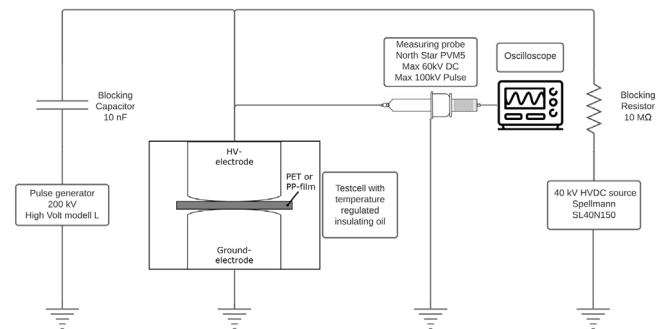 Measuring probe
North Star PVM5
Max 60kV DC
Max 100kV Pulse
Oscilloscope
Blocking
Capacitor
10 nF
Blocking
Resistor
10 MΩ
HV-
electrode
PET or
PP-film
Testcell with
temperature
regulated
insulating oil
Pulse generator
200 kV
High Volt modell L
40 kV HVDC source
Spellmann
SL40N150
Ground-
electrode